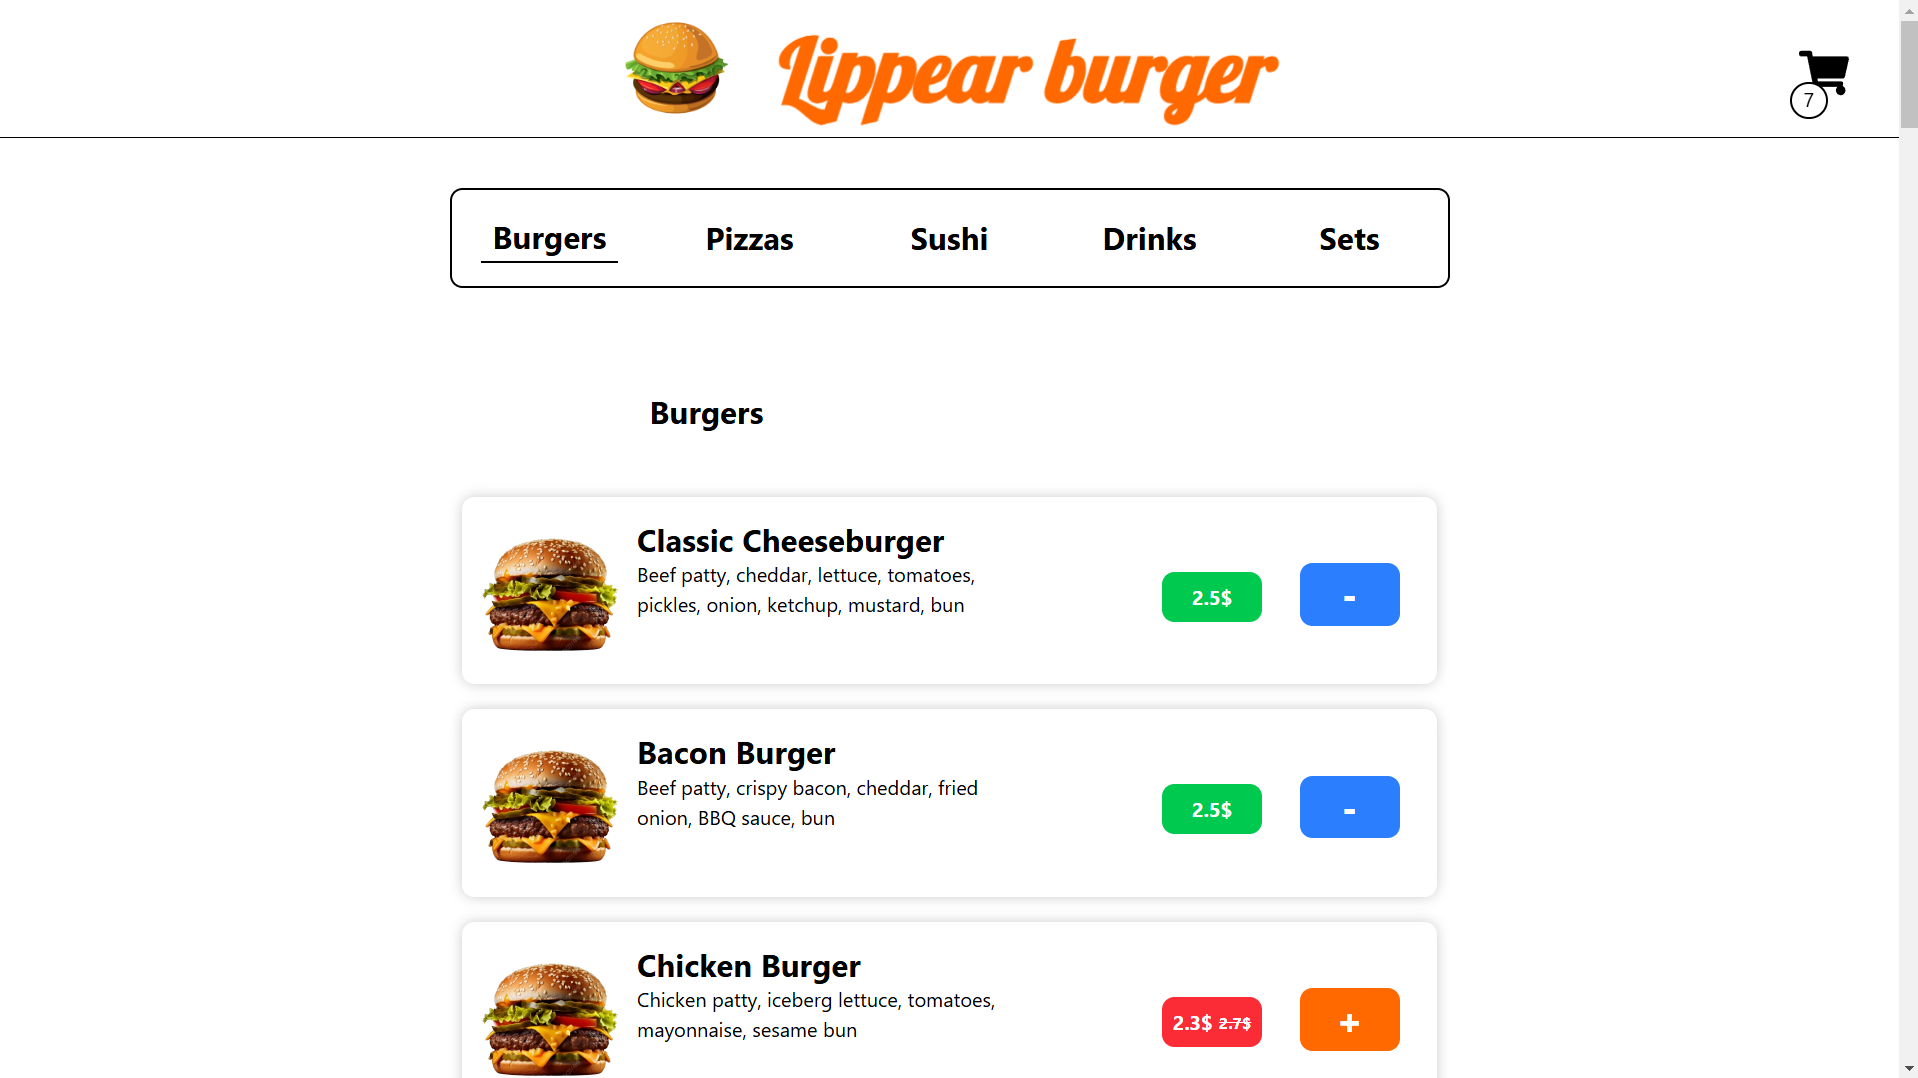 Lippear burger
7
Burgers Pizzas Sushi Drinks Sets
Burgers
Classic Cheeseburger
Beef patty, cheddar, lettuce, tomatoes,
pickles, onion, ketchup, mustard, bun
2.5$ -
Bacon Burger
Beef patty, crispy bacon, cheddar, fried
onion, BBQ sauce, bun
2.5$ -
Chicken Burger
Chicken patty, iceberg lettuce, tomatoes,
mayonnaise, sesame bun
2.3$ 2.7$ +